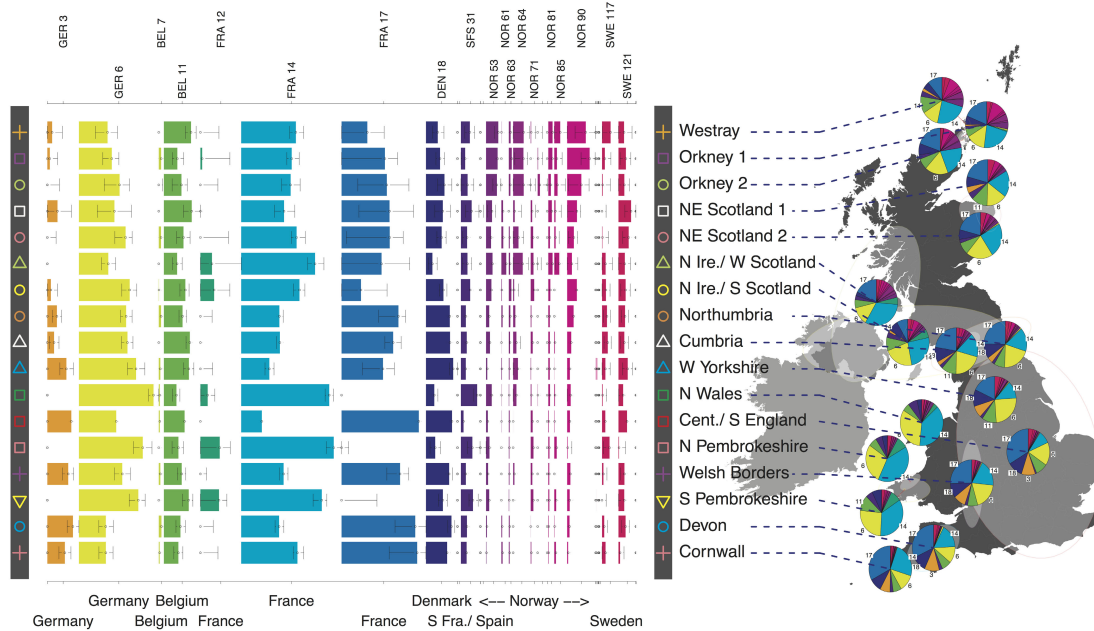 GER 3
BEL 7
FRA 12
FRA 17
SFS 31
NOR 61
NOR 64
NOR 81
NOR 90
SWE 117
GER 6
BEL 11
FRA 14
DEN 18
NOR 53
NOR 63
NOR 71
NOR 85
SWE 121
Westray
Orkney 1
Orkney 2
NE Scotland 1
NE Scotland 2
N Ire./ W Scotland
N Ire./ S Scotland
Northumbria
Cumbria
W Yorkshire
N Wales
Cent./ S England
N Pembrokeshire
Welsh Borders
S Pembrokeshire
Devon
Cornwall
Germany Belgium France Denmark <-- Norway -->
Germany Belgium France France S Fra./ Spain Sweden